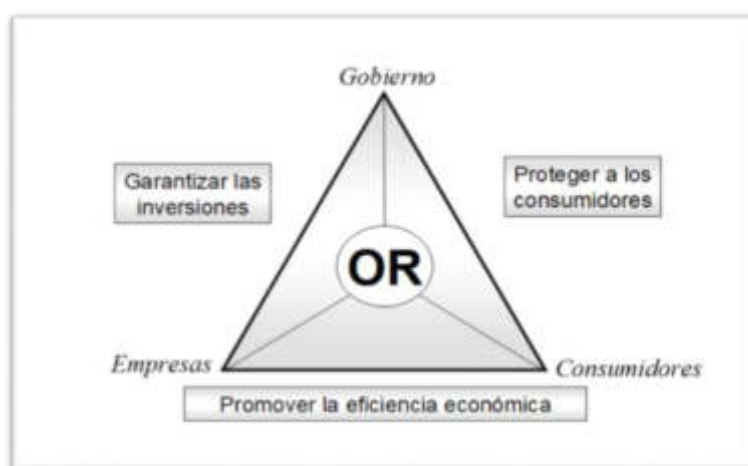 Gobierno
Garantizar las
inversiones
Proteger a los
consumidores
OR
Empresas
Consumidores
Promover la eficiencia económica